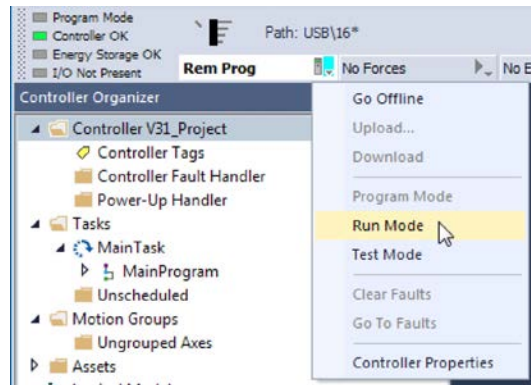 Program Mode
Controller OK
Energy Storage OK
I/O Not Present
Path: USB\16*
Rem Prog
No Forces
No E
Controller Organizer
Controller V31_Project
Controller Tags
Controller Fault Handler
Power-Up Handler
Tasks
MainTask
MainProgram
Unscheduled
Motion Groups
Ungrouped Axes
Assets
Go Offline
Upload...
Download
Program Mode
Run Mode
Test Mode
Clear Faults
Go To Faults
Controller Properties